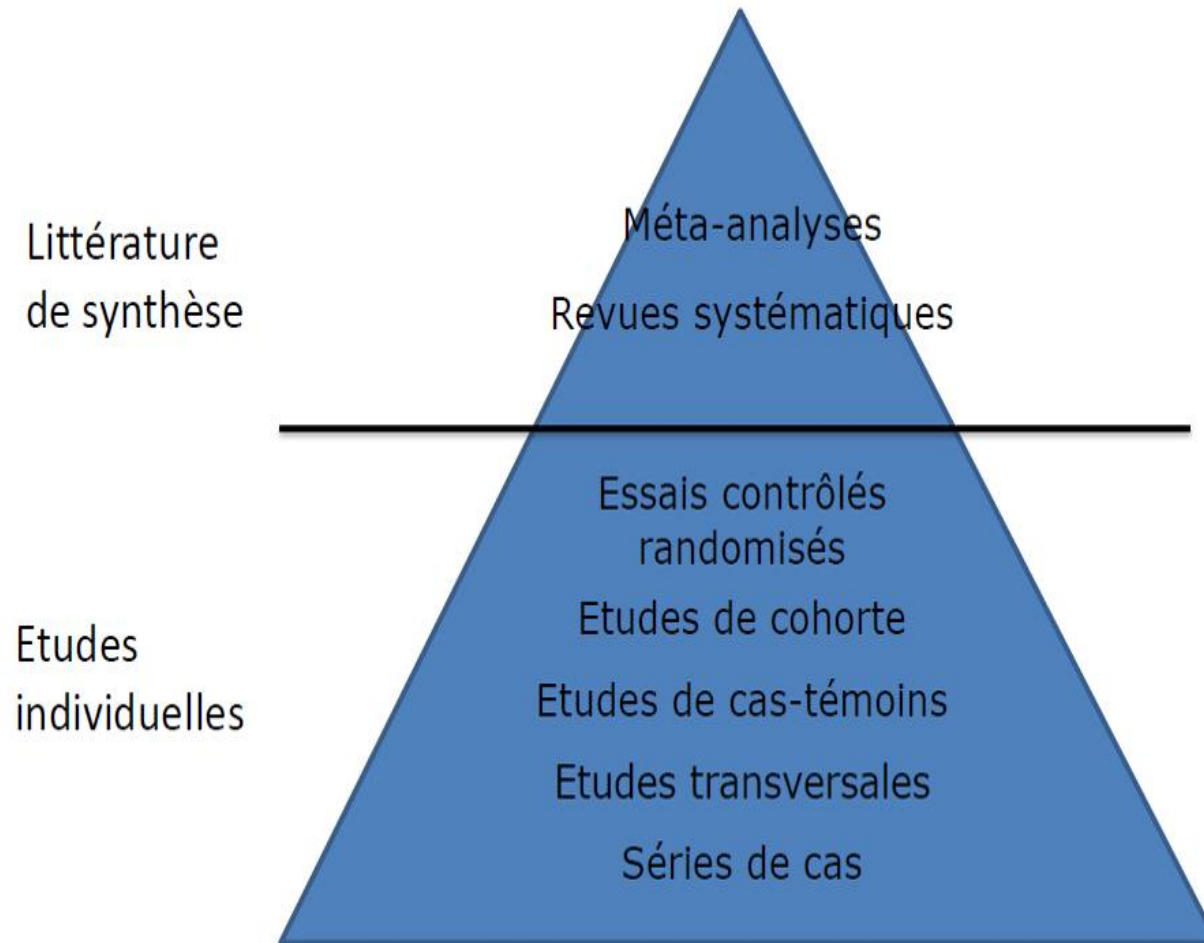 Littérature
de synthèse
Méta-analyses
Revues systématiques
Essais contrôlés
randomisés
Etudes de cohorte
Etudes
individuelles
Etudes de cas-témoins
Etudes transversales
Séries de cas